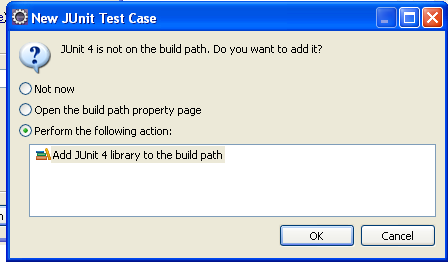 New JUnit Test Case
JUnit 4 is not on the build path. Do you want to add it?
Not now
Open the build path property page
Perform the following action:
Add JUnit 4 library to the build path
OK
Cancel